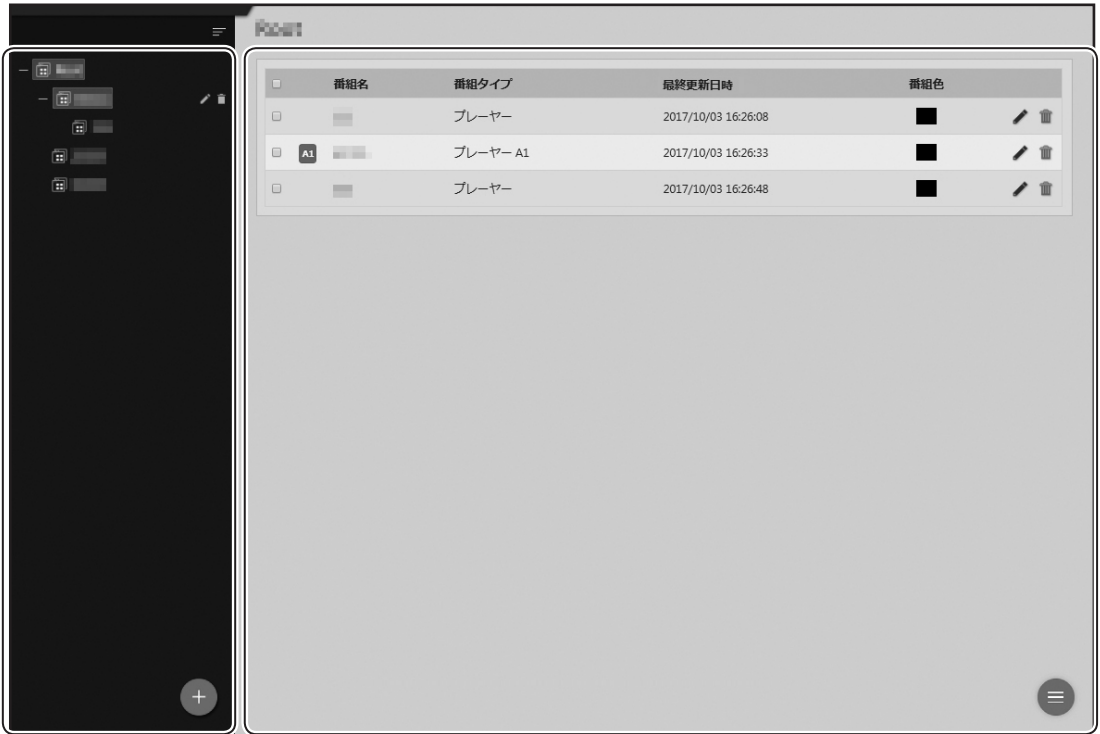 番組名 番組タイプ 最終更新日時 番組色
プレーヤー 2017/10/03 16:26:08
A1 プレーヤー A1 2017/10/03 16:26:33
プレーヤー 2017/10/03 16:26:48